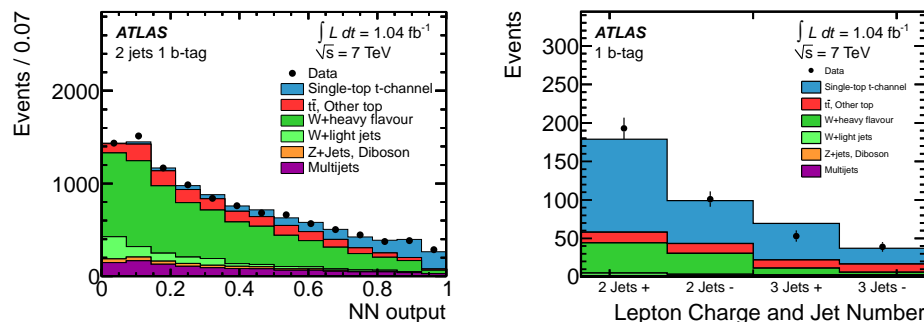 Events / 0.07
ATLAS
2 jets 1 b-tag
∫ L dt = 1.04 fb⁻¹
√s = 7 TeV
Data
Single-top t-channel
tt̄, Other top
W+heavy flavour
W+light jets
Z+Jets, Diboson
Multijets
2000
1000
0
0 0.2 0.4 0.6 0.8 1
NN output
Events
ATLAS
1 b-tag
∫ L dt = 1.04 fb⁻¹
√s = 7 TeV
Data
Single-top t-channel
tt̄, Other top
W+heavy flavour
W+light jets
Z+jets, Diboson
Multijets
300
250
200
150
100
50
0
2 Jets + 2 Jets - 3 Jets + 3 Jets -
Lepton Charge and Jet Number